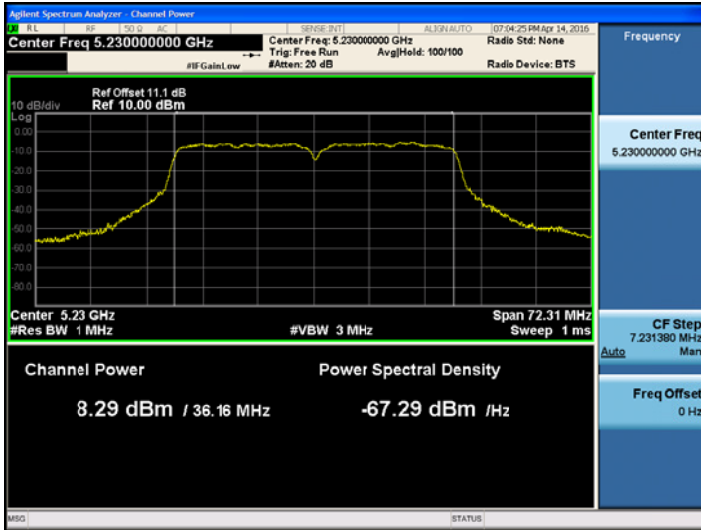 Agilent Spectrum Analyzer - Channel Power
RL RF 50 Ω AC SENSE:INT ALIGN AUTO 07:04:25 PM Apr 14, 2016
Center Freq 5.230000000 GHz
Center Freq: 5.230000000 GHz
Radio Std: None
Trig: Free Run Avg|Hold: 100/100
#IFGain:Low #Atten: 20 dB Radio Device: BTS
Ref Offset 11.1 dB
10 dB/div Ref 10.00 dBm
Log
0.00
-10.0
-20.0
-30.0
-40.0
-50.0
-60.0
-70.0
-80.0
Center 5.23 GHz Span 72.31 MHz
#Res BW 1 MHz #VBW 3 MHz Sweep 1 ms
Channel Power Power Spectral Density
8.29 dBm / 36.16 MHz -67.29 dBm /Hz
MSG STATUS
Frequency
Center Freq
5.230000000 GHz
CF Step
7.231380 MHz
Auto Man
Freq Offset
0 Hz